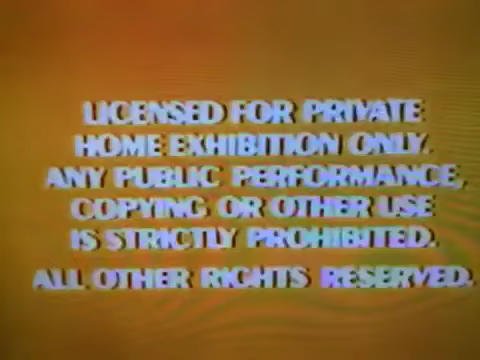 LICENSED FOR PRIVATE
HOME EXHIBITION ONLY.
ANY PUBLIC PERFORMANCE,
COPYING OR OTHER USE
IS STRICTLY PROHIBITED.
ALL OTHER RIGHTS RESERVED.